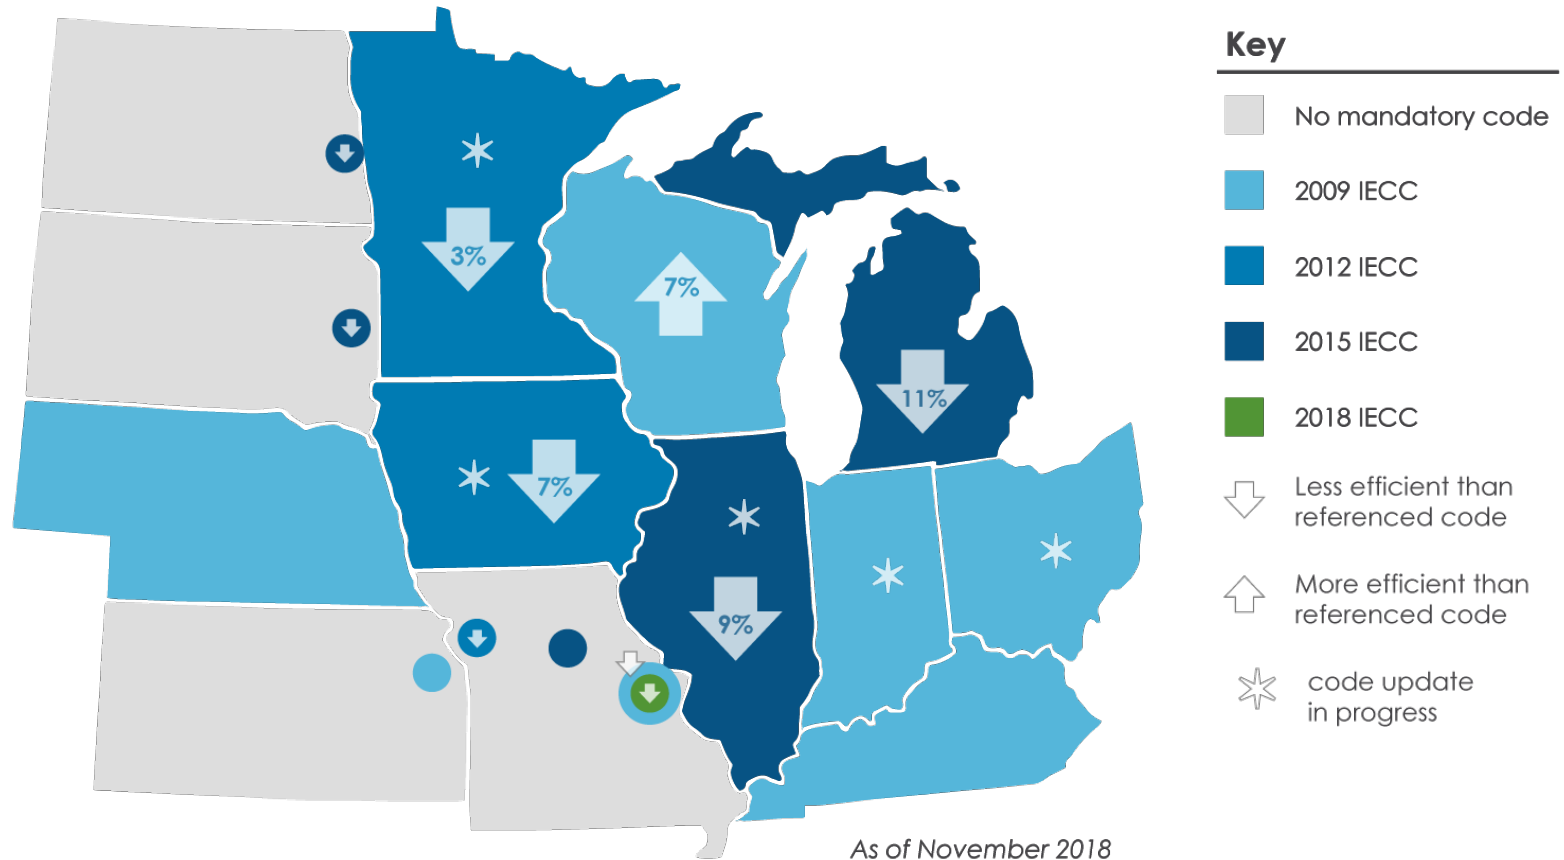 Key
No mandatory code
2009 IECC
2012 IECC
2015 IECC
2018 IECC
Less efficient than
referenced code
More efficient than
referenced code
code update
in progress
3%
7%
11%
7%
9%
As of November 2018